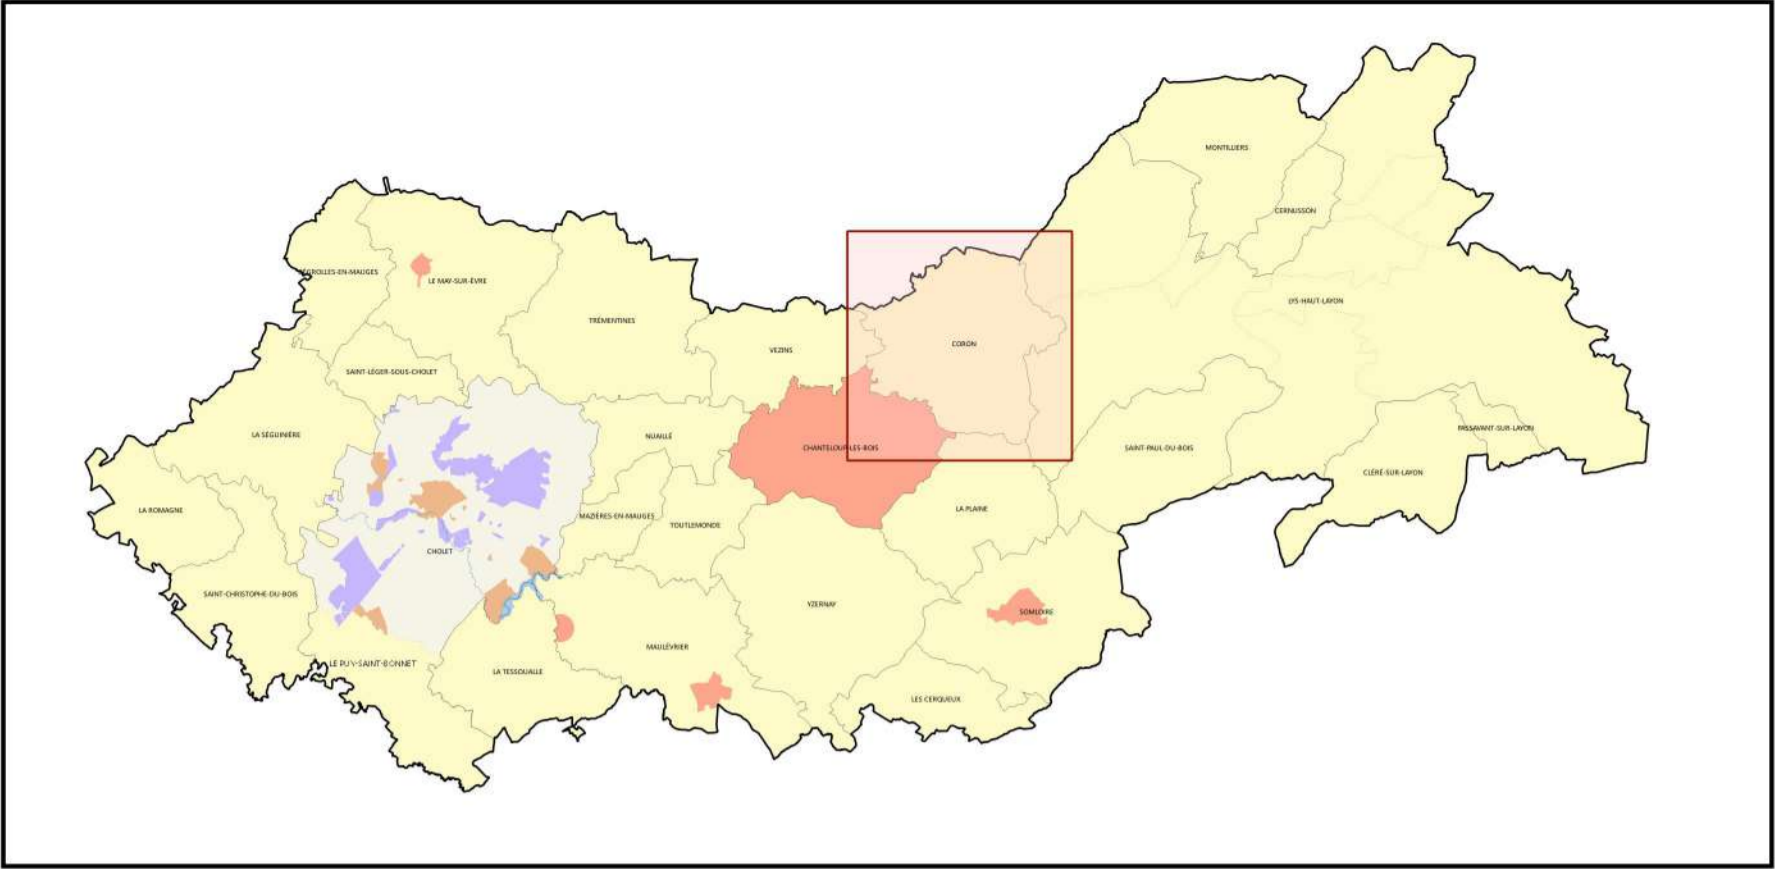 MONTILLIERS
CERNUSSON
BÉGROLLES-EN-MAUGES
LE MAY-SUR-ÈVRE
LYS-HAUT-LAYON
TRÉMENTINES
CORON
VEZINS
SAINT-LÉGER-SOUS-CHOLET
PASSAVANT-SUR-LAYON
LA SÉGUINIÈRE
NUAILLÉ
CHANTELOUP-LES-BOIS
SAINT-PAUL-DU-BOIS
CLÉRÉ-SUR-LAYON
LA ROMAGNE
LA PLAINE
MAZIÈRES-EN-MAUGES
TOUTLEMONDE
CHOLET
SAINT-CHRISTOPHE-DU-BOIS
YZERNAY
SOMLOIRE
MAULÉVRIER
LE PUY-SAINT-BONNET
LA TESSOUALLE
LES CERQUEUX